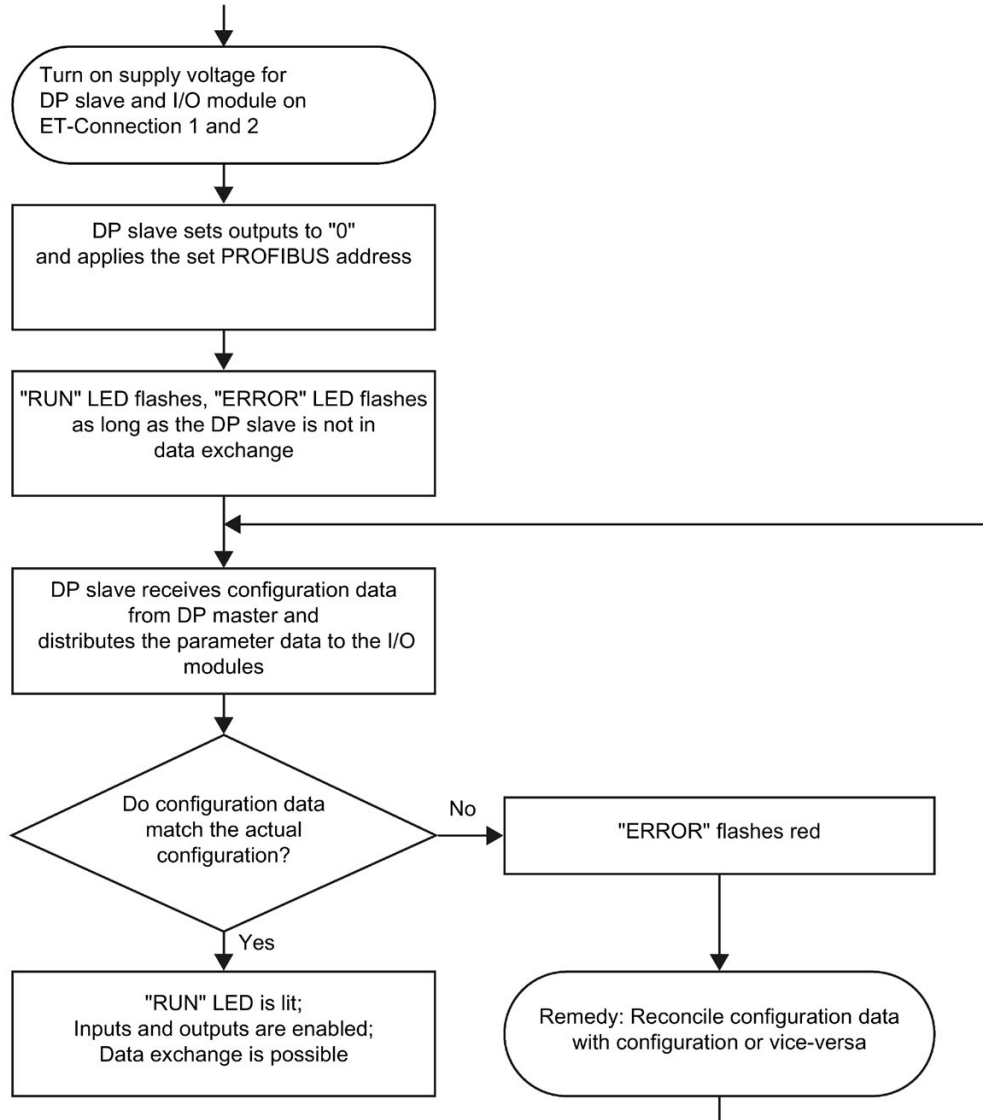 Turn on supply voltage for
DP slave and I/O module on
ET-Connection 1 and 2
DP slave sets outputs to "0"
and applies the set PROFIBUS address
"RUN" LED flashes, "ERROR" LED flashes
as long as the DP slave is not in
data exchange
DP slave receives configuration data
from DP master and
distributes the parameter data to the I/O
modules
Do configuration data
match the actual
configuration?
No
"ERROR" flashes red
Yes
"RUN" LED is lit;
Inputs and outputs are enabled;
Data exchange is possible
Remedy: Reconcile configuration data
with configuration or vice-versa